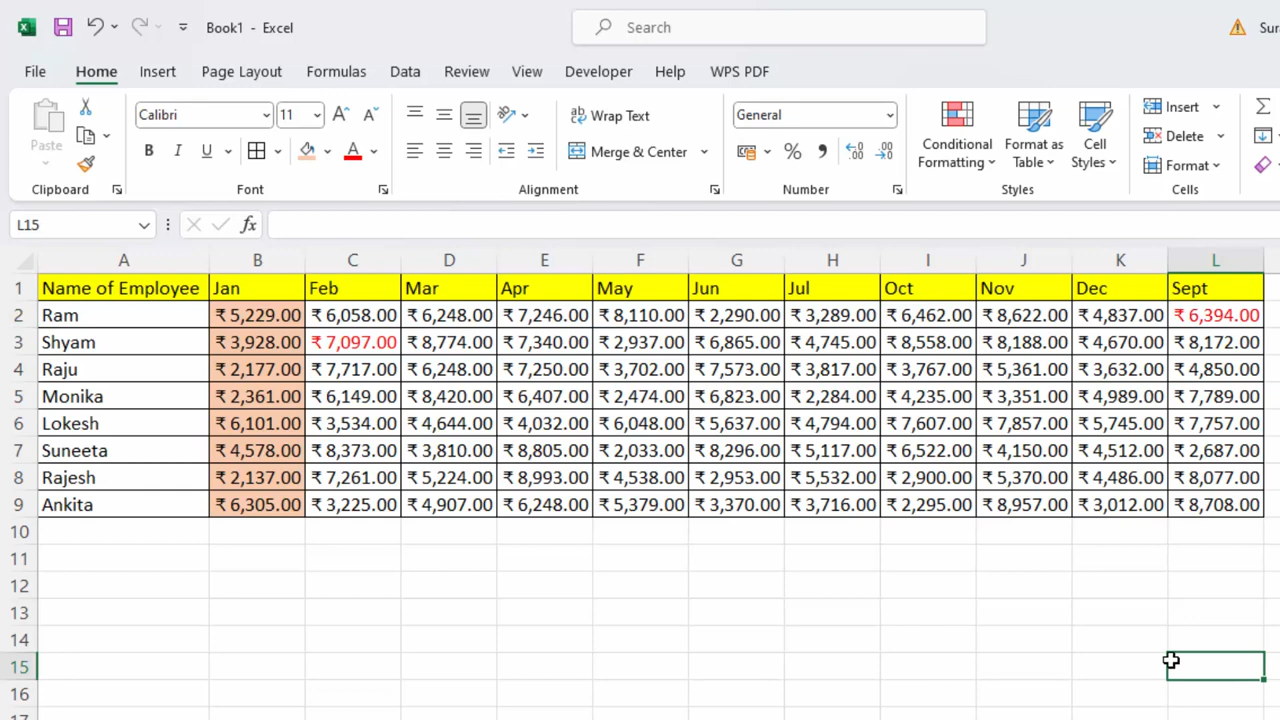 Book1 - Excel
Search
Sur
File Home Insert Page Layout Formulas Data Review View Developer Help WPS PDF
Paste
Calibri 11
Wrap Text
Merge & Center
General
Conditional Formatting
Format as Table
Cell Styles
Insert
Delete
Format
Clipboard Font Alignment Number Styles Cells
L15 fx
A B C D E F G H I J K L
1 Name of Employee Jan Feb Mar Apr May Jun Jul Oct Nov Dec Sept
2 Ram ₹ 5,229.00 ₹ 6,058.00 ₹ 6,248.00 ₹ 7,246.00 ₹ 8,110.00 ₹ 2,290.00 ₹ 3,289.00 ₹ 6,462.00 ₹ 8,622.00 ₹ 4,837.00 ₹ 6,394.00
3 Shyam ₹ 3,928.00 ₹ 7,097.00 ₹ 8,774.00 ₹ 7,340.00 ₹ 2,937.00 ₹ 6,865.00 ₹ 4,745.00 ₹ 8,558.00 ₹ 8,188.00 ₹ 4,670.00 ₹ 8,172.00
4 Raju ₹ 2,177.00 ₹ 7,717.00 ₹ 6,248.00 ₹ 7,250.00 ₹ 3,702.00 ₹ 7,573.00 ₹ 3,817.00 ₹ 3,767.00 ₹ 5,361.00 ₹ 3,632.00 ₹ 4,850.00
5 Monika ₹ 2,361.00 ₹ 6,149.00 ₹ 8,420.00 ₹ 6,407.00 ₹ 2,474.00 ₹ 6,823.00 ₹ 2,284.00 ₹ 4,235.00 ₹ 3,351.00 ₹ 4,989.00 ₹ 7,789.00
6 Lokesh ₹ 6,101.00 ₹ 3,534.00 ₹ 4,644.00 ₹ 4,032.00 ₹ 6,048.00 ₹ 5,637.00 ₹ 4,794.00 ₹ 7,607.00 ₹ 7,857.00 ₹ 5,745.00 ₹ 7,757.00
7 Suneeta ₹ 4,578.00 ₹ 8,373.00 ₹ 3,810.00 ₹ 8,805.00 ₹ 2,033.00 ₹ 8,296.00 ₹ 5,117.00 ₹ 6,522.00 ₹ 4,150.00 ₹ 4,512.00 ₹ 2,687.00
8 Rajesh ₹ 2,137.00 ₹ 7,261.00 ₹ 5,224.00 ₹ 8,993.00 ₹ 4,538.00 ₹ 2,953.00 ₹ 5,532.00 ₹ 2,900.00 ₹ 5,370.00 ₹ 4,486.00 ₹ 8,077.00
9 Ankita ₹ 6,305.00 ₹ 3,225.00 ₹ 4,907.00 ₹ 6,248.00 ₹ 5,379.00 ₹ 3,370.00 ₹ 3,716.00 ₹ 2,295.00 ₹ 8,957.00 ₹ 3,012.00 ₹ 8,708.00
10
11
12
13
14
15
16
17